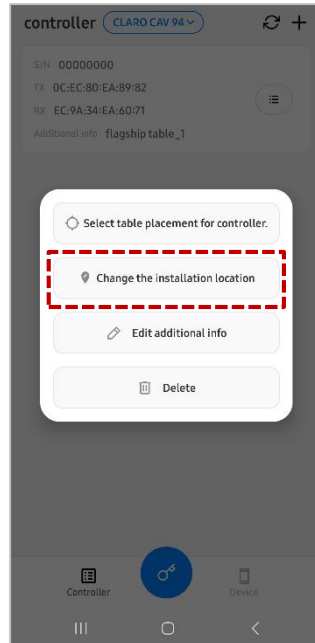 controller CLARO CAV 94
S/N 00000000
TX 0C:EC:80:EA:89:82
RX EC:9A:34:EA:60:71
Additional info flagship table_1
Select table placement for controller.
Change the installation location
Edit additional info
Delete
Controller
Device